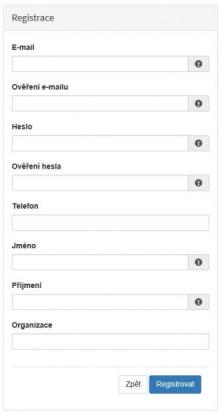 Registrace
E-mail
Ověření e-mailu
Heslo
Ověření hesla
Telefon
Jméno
Příjmení
Organizace
Zpět
Registrovat